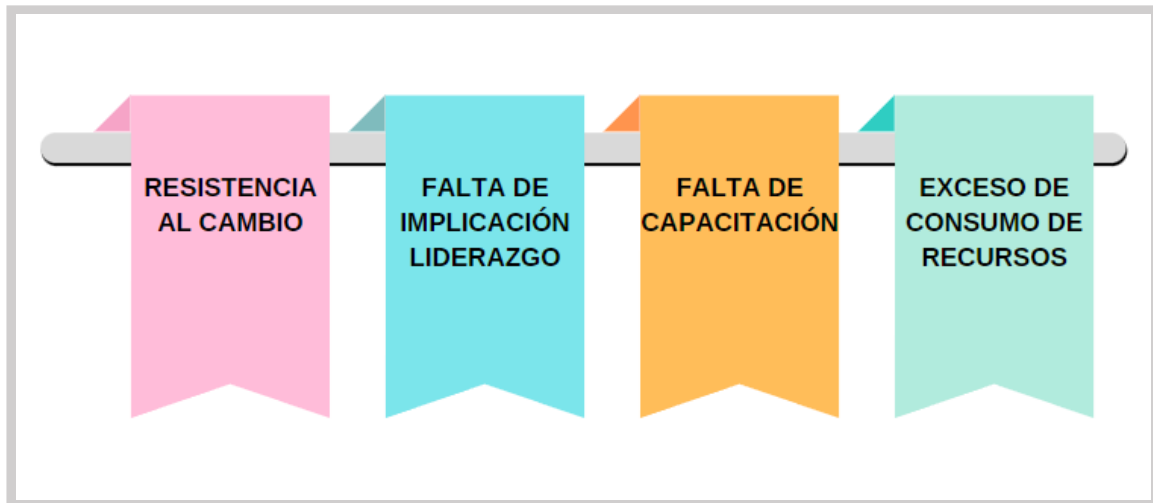 RESISTENCIA
AL CAMBIO
FALTA DE
IMPLICACIÓN
LIDERAZGO
FALTA DE
CAPACITACIÓN
EXCESO DE
CONSUMO DE
RECURSOS